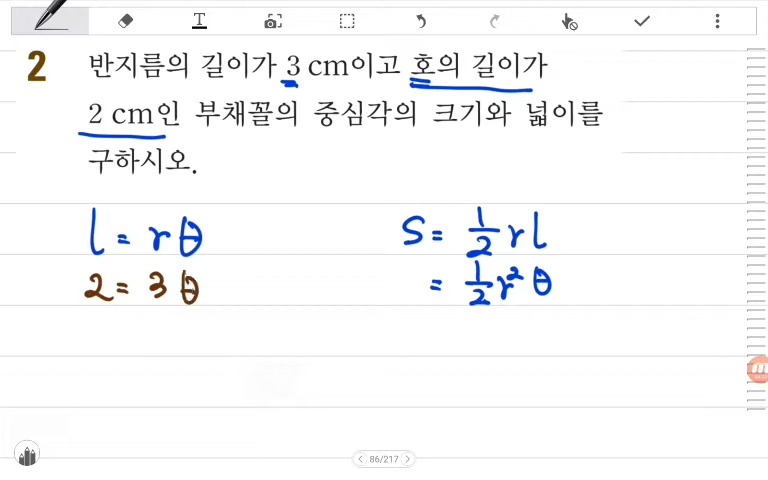 T
2 반지름의 길이가 3 cm이고 호의 길이가
2 cm인 부채꼴의 중심각의 크기와 넓이를
구하시오.
l = rθ
S = 1/2 rl
2 = 3θ
= 1/2 r²θ
86/217